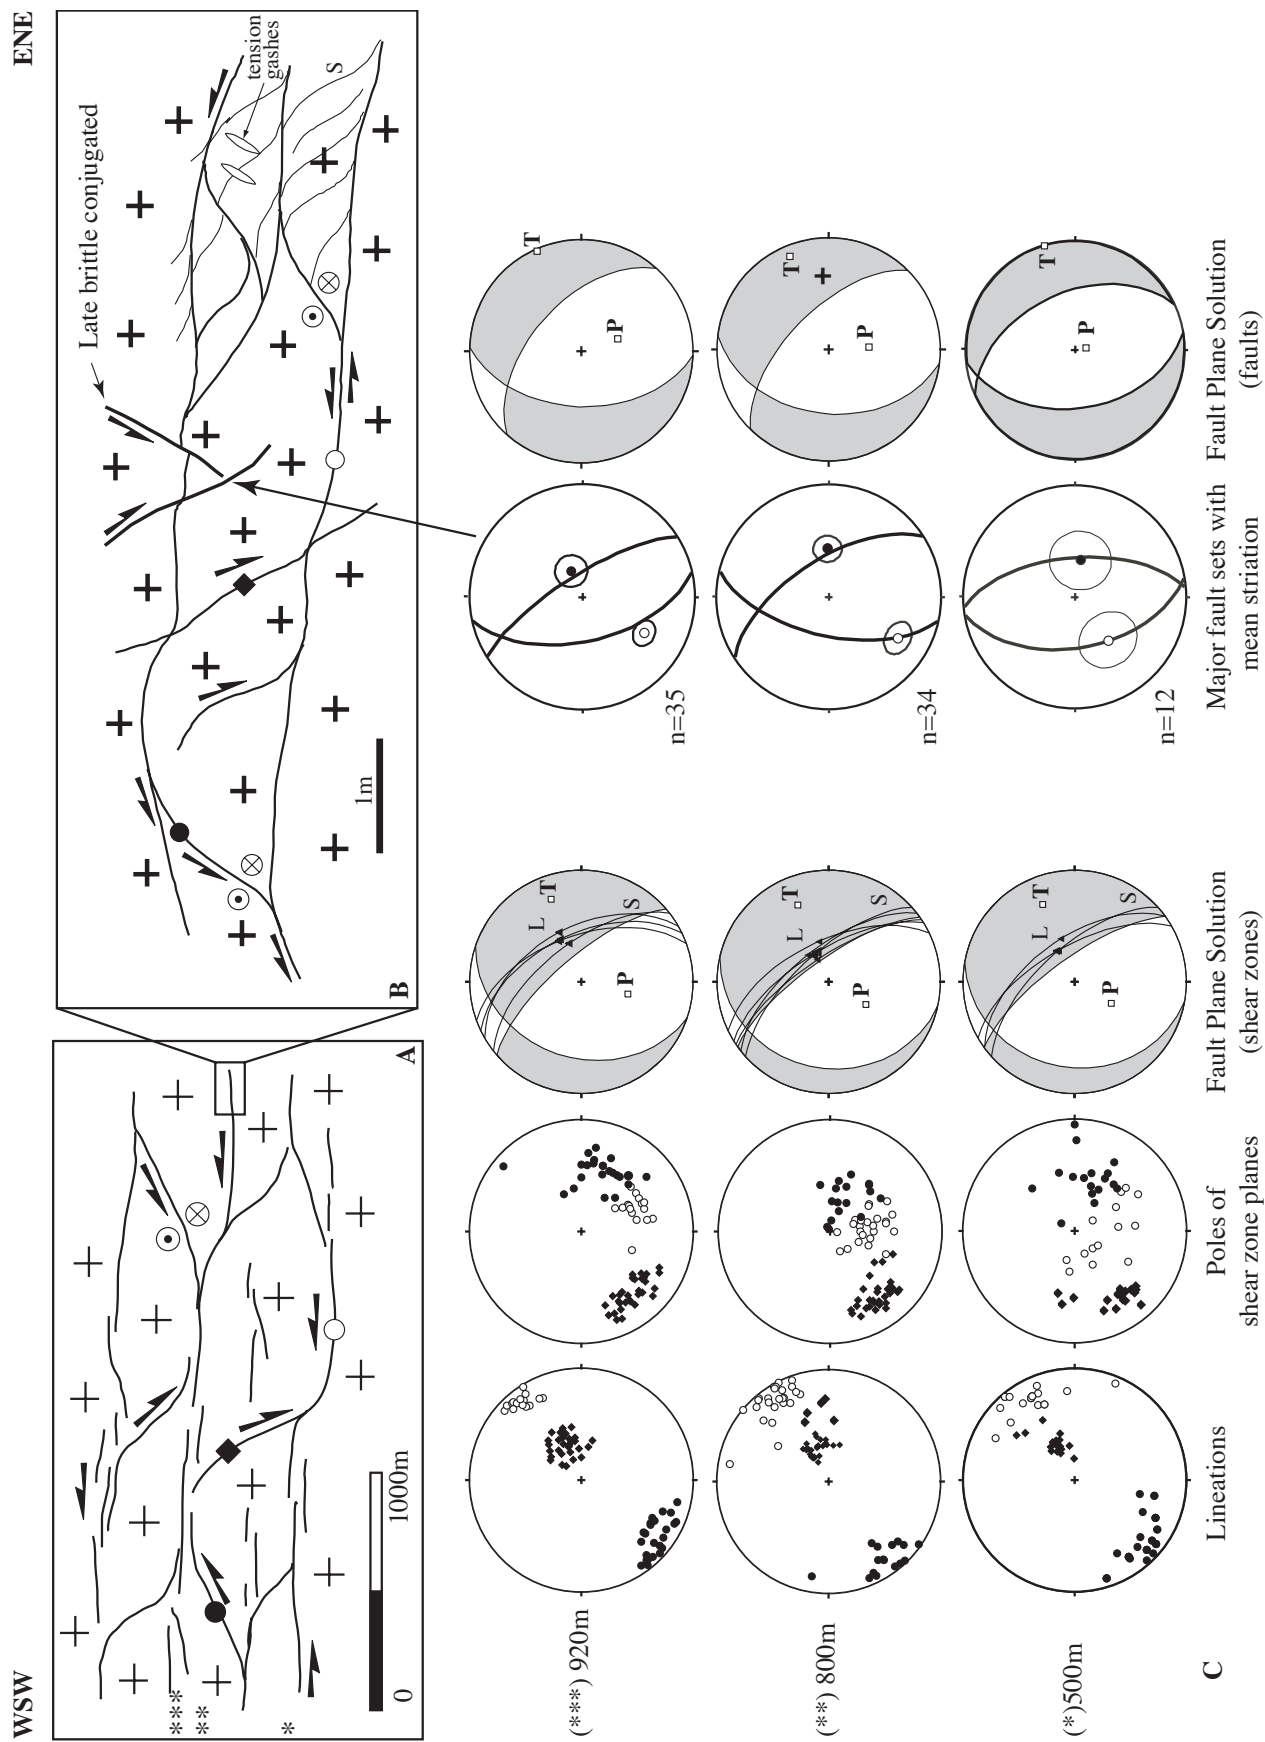 WSW
ENE
A
0
1000m
***
**
*
B
1m
Late brittle conjugated
tension
gashes
S
C
(***) 920m
(**) 800m
(*)500m
L
T
P
S
n=35
T
P
L
T
P
S
n=34
T
P
L
T
P
S
n=12
T
P
Lineations
Poles of
shear zone planes
Fault Plane Solution
(shear zones)
Major fault sets with
mean striation
Fault Plane Solution
(faults)